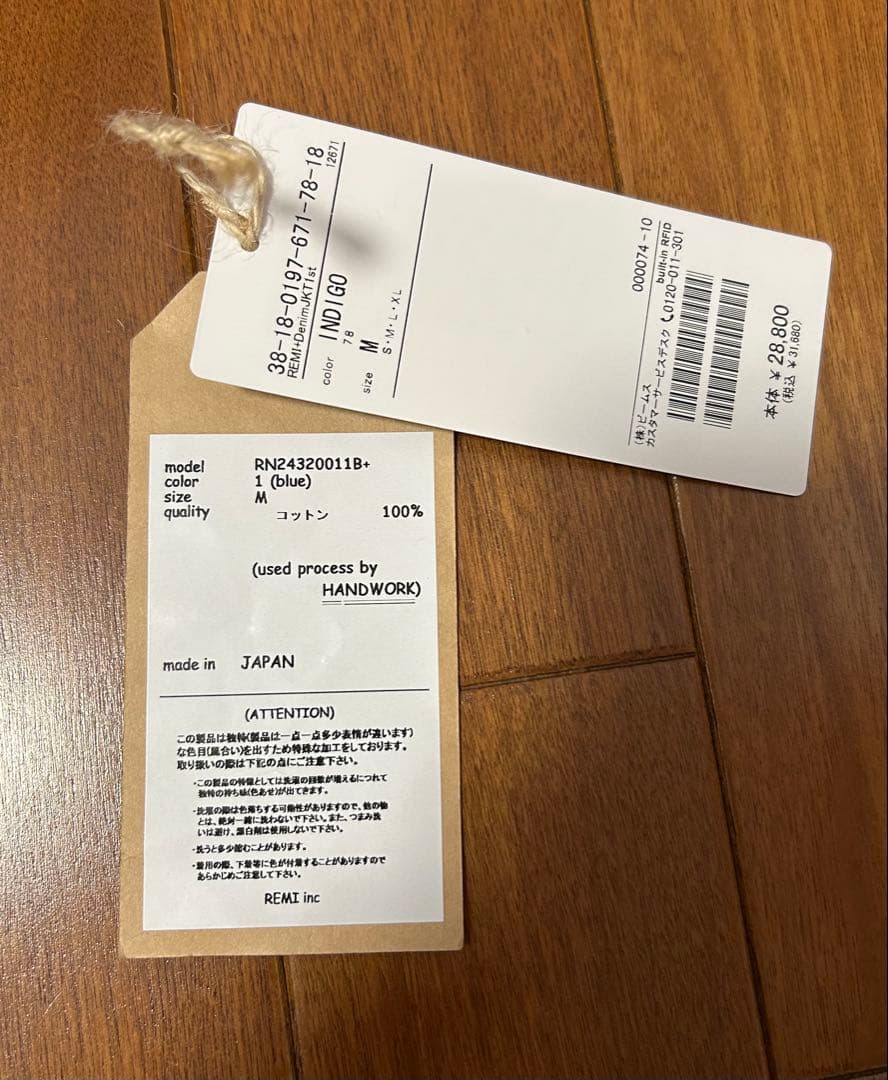 38-18-0197-671-78-18
12671
REMI+DenimJKT1st
color INDIGO
78
size M
S・M・L・XL
000074-10
built-in RFID
(株)ビームス
カスタマーサービスデスク 0120-011-301
本体 ¥28,800
(税込 ¥31,680)
model RN24320011B+
color 1 (blue)
size M
quality コットン 100%
(used process by
HANDWORK)
made in JAPAN
(ATTENTION)
この製品は独特(製品は一点一点多少表情が違います)
な色目(風合い)を出すため特殊な加工をしております。
取り扱いの際は下記の点にご注意下さい。
・この製品の特徴としては洗濯の回数が増えるにつれて
独特の持ち味(色あせ)が出てきます。
・洗濯の際は色落ちする可能性がありますので、他の物
とは、絶対一緒に洗わないで下さい。また、つまみ洗
いは避け、漂白剤は使用しないで下さい。
・洗うと多少縮むことがあります。
・着用の際、下着等に色が付着することがありますので
あらかじめご注意して下さい。
REMI inc